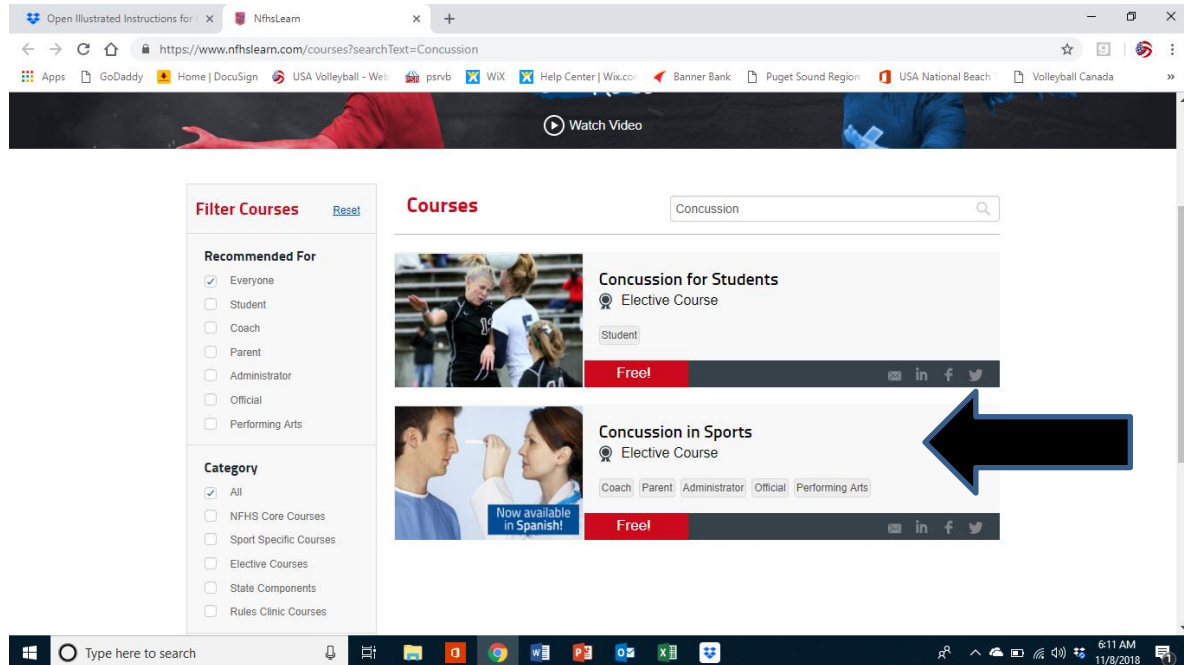 Open Illustrated Instructions for
NfhsLearn
https://www.nfhslearn.com/courses?searchText=Concussion
Apps GoDaddy Home | DocuSign USA Volleyball - Web psrvb WiX Help Center | Wix.com Banner Bank Puget Sound Region USA National Beach Volleyball Canada »
Watch Video
Filter Courses Reset
Courses
Concussion
Recommended For
Everyone
Student
Coach
Parent
Administrator
Official
Performing Arts
Category
All
NFHS Core Courses
Sport Specific Courses
Elective Courses
State Components
Rules Clinic Courses
Concussion for Students
Elective Course
Student
Free!
Concussion in Sports
Elective Course
Coach Parent Administrator Official Performing Arts
Now available
in Spanish!
Free!
Type here to search
6:11 AM
11/8/2018